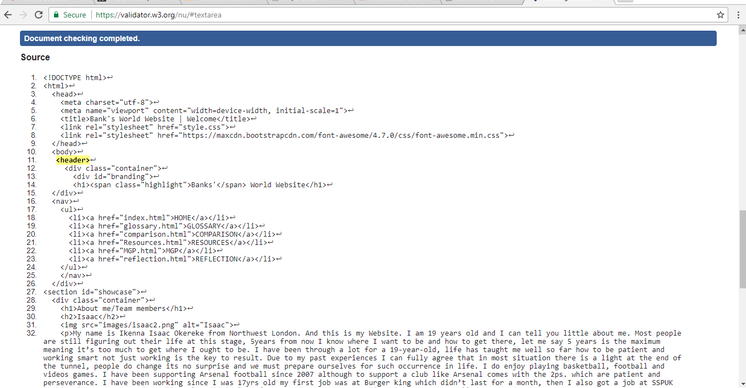 Secure | https://validator.w3.org/nu/#textarea
Document checking completed.
Source
1. <!DOCTYPE html>↩
2. <html>↩
3. <head>↩
4. <meta charset="utf-8">↩
5. <meta name="viewport" content="width=device-width, initial-scale=1">↩
6. <title>Bank's World Website | Welcome</title>↩
7. <link rel="stylesheet" href="style.css">↩
8. <link rel="stylesheet" href="https://maxcdn.bootstrapcdn.com/font-awesome/4.7.0/css/font-awesome.min.css">↩
9. </head>↩
10. <body>↩
11. <header>↩
12. <div class="container">↩
13. <div id="branding">↩
14. <h1><span class="highlight">Banks'</span> World Website</h1>↩
15. </div>↩
16. <nav>↩
17. <ul>↩
18. <li><a href="index.html">HOME</a></li>↩
19. <li><a href="glossary.html">GLOSSARY</a></li>↩
20. <li><a href="comparison.html">COMPARISON</a></li>↩
21. <li><a href="Resources.html">RESOURCES</a></li>↩
22. <li><a href="MGP.html">MGP</a></li>↩
23. <li><a href="reflection.html">REFLECTION</a></li>↩
24. </ul>↩
25. </nav>↩
26. </div>↩
27. <section id="showcase">↩
28. <div class="container">↩
29. <h1>About me/Team members</h1>↩
30. <h2>Isaac</h2>↩
31. <img src="images/isaac2.png" alt="Isaac">↩
32. <p>My name is Ikenna Isaac Okereke from Northwest London. And this is my Website. I am 19 years old and I can tell you little about me. Most people
are still figuring out their life at this stage, 5years from now I know where I want to be and how to get there, let me say 5 years is the maximum
meaning it's too much to get where I ought to be. I have been through a lot for a 19-year-old, life has taught me well so far how to be patient and
working smart not just working is the key to result. Due to my past experiences I can fully agree that in most situation there is a light at the end of
the tunnel, people do change its no surprise and we must prepare ourselves for such occurrence in life. I do enjoy playing basketball, football and
videos games. I have been supporting Arsenal football since 2007 although to support a club like Arsenal comes with the 2ps. which are patience and
perseverance. I have been working since I was 17yrs old my first job was at Burger king which didn't last for a month, then I also got a job at SSPUK